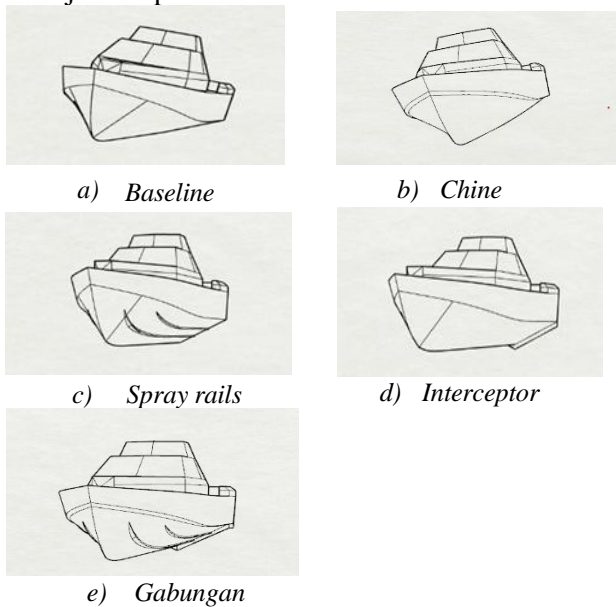 a) Baseline
b) Chine
c) Spray rails
d) Interceptor
e) Gabungan